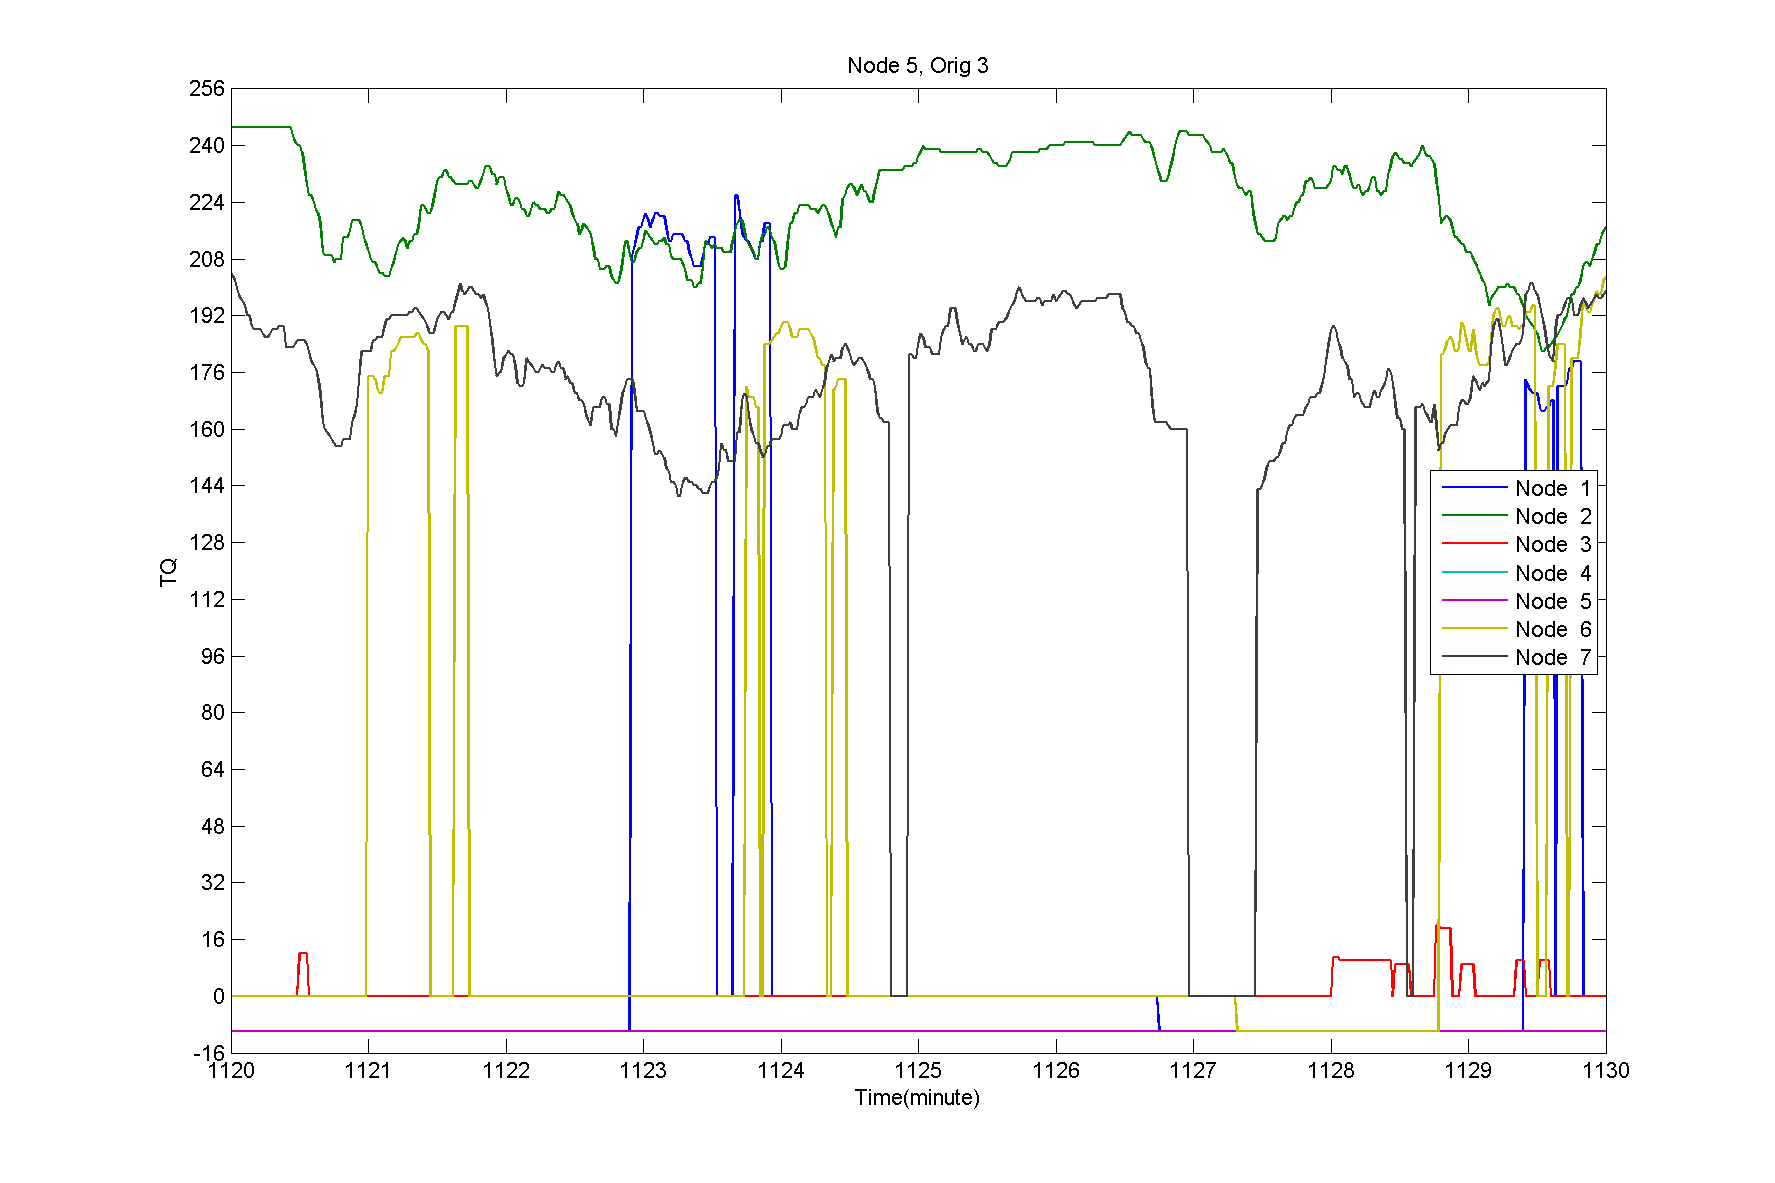 Node 5, Orig 3
256
240
224
208
192
176
160
144
128
112
96
80
64
48
32
16
0
-16
TQ
Node 1
Node 2
Node 3
Node 4
Node 5
Node 6
Node 7
1120 1121 1122 1123 1124 1125 1126 1127 1128 1129 1130
Time(minute)